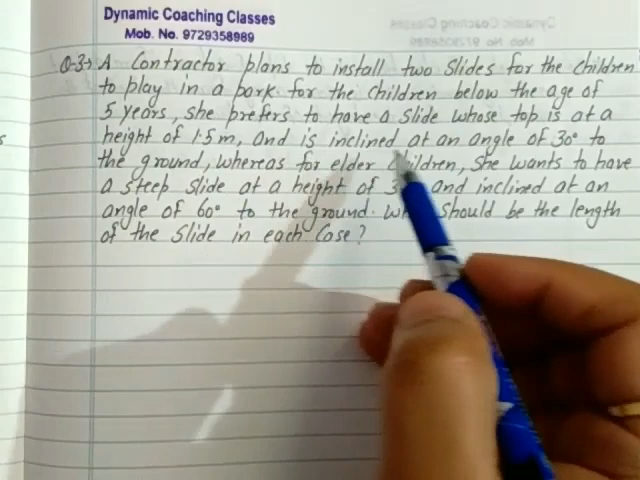 Dynamic Coaching Classes
Mob. No. 9729358989
Q-3→ A Contractor plans to install two slides for the children
to play in a park for the children below the age of
5 years, she prefers to have a slide whose top is at a
height of 1.5 m, and is inclined at an angle of 30° to
the ground, whereas for elder children, she wants to have
a steep slide at a height of 3 and inclined at an
angle of 60° to the ground. should be the length
of the slide in each case?